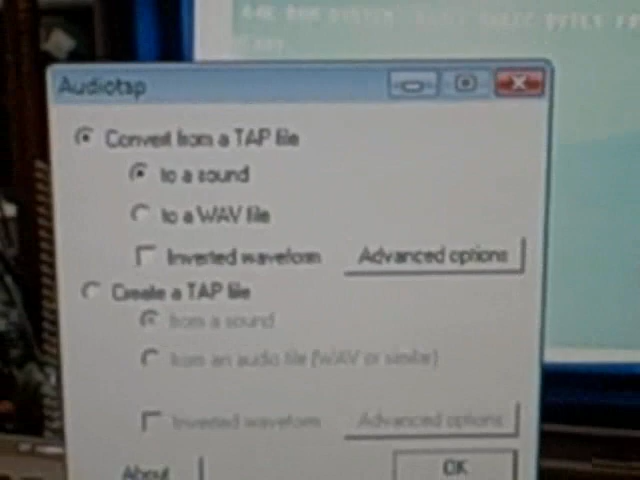 Audiotap
Convert from a TAP file
to a sound
to a WAV file
Inverted waveform Advanced options
Create a TAP file
from a sound
from an audio file (WAV or similar)
Inverted waveform Advanced options
About OK